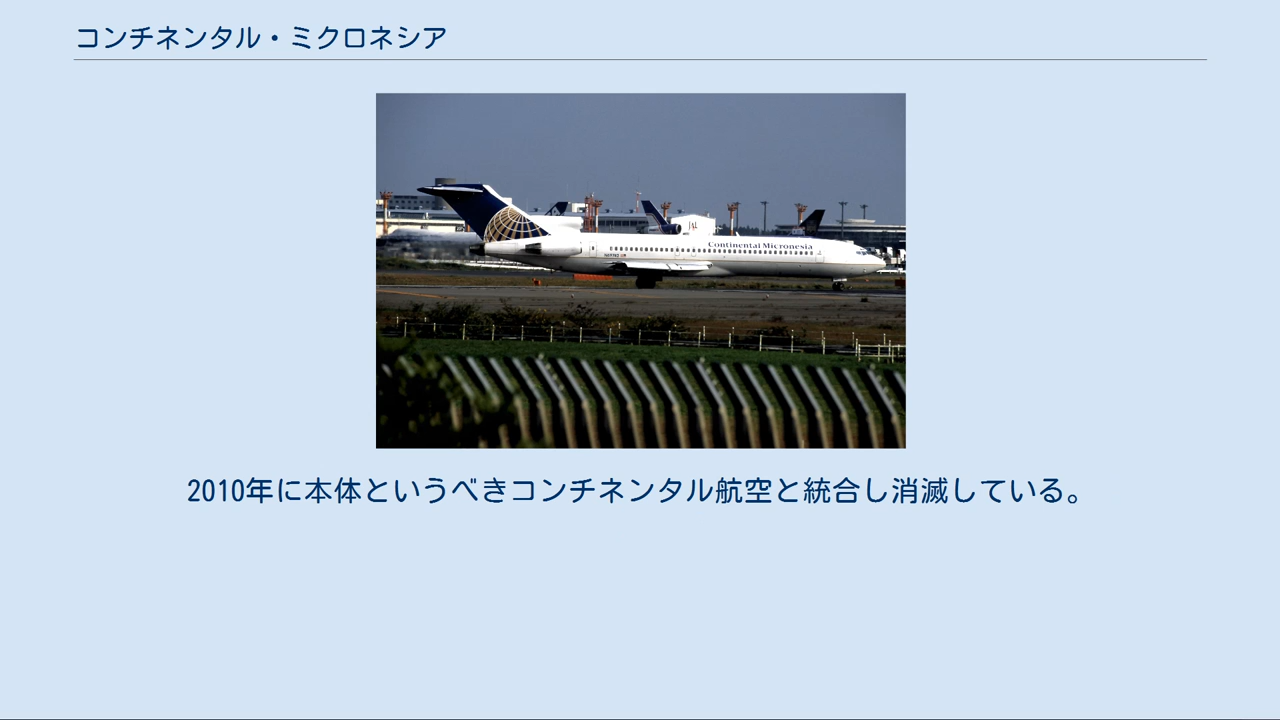 コンチネンタル・ミクロネシア
Continental Micronesia
JAL
2010年に本体というべきコンチネンタル航空と統合し消滅している。